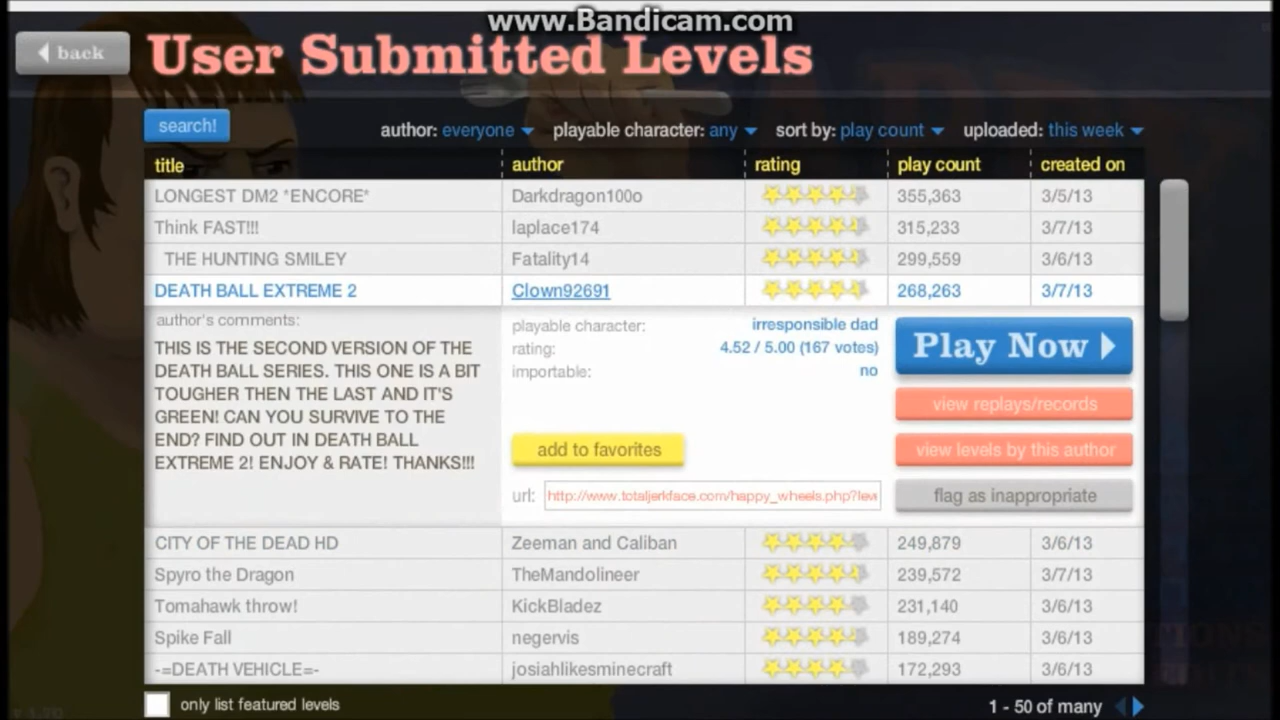 www.Bandicam.com
back
User Submitted Levels
search!
author: everyone playable character: any sort by: play count uploaded: this week
title author rating play count created on
LONGEST DM2 *ENCORE* Darkdragon100o 355,363 3/5/13
Think FAST!!! laplace174 315,233 3/7/13
THE HUNTING SMILEY Fatality14 299,559 3/6/13
DEATH BALL EXTREME 2 Clown92691 268,263 3/7/13
author's comments:
THIS IS THE SECOND VERSION OF THE
DEATH BALL SERIES. THIS ONE IS A BIT
TOUGHER THEN THE LAST AND IT'S
GREEN! CAN YOU SURVIVE TO THE
END? FIND OUT IN DEATH BALL
EXTREME 2! ENJOY & RATE! THANKS!!!
playable character: irresponsible dad
rating: 4.52 / 5.00 (167 votes)
importable: no
add to favorites
url: http://www.totaljerkface.com/happy_wheels.php?lev
Play Now
view replays/records
view levels by this author
flag as inappropriate
CITY OF THE DEAD HD Zeeman and Caliban 249,879 3/6/13
Spyro the Dragon TheMandolineer 239,572 3/7/13
Tomahawk throw! KickBladez 231,140 3/6/13
Spike Fall negervis 189,274 3/6/13
-=DEATH VEHICLE=- josiahlikesminecraft 172,293 3/6/13
only list featured levels
1 - 50 of many